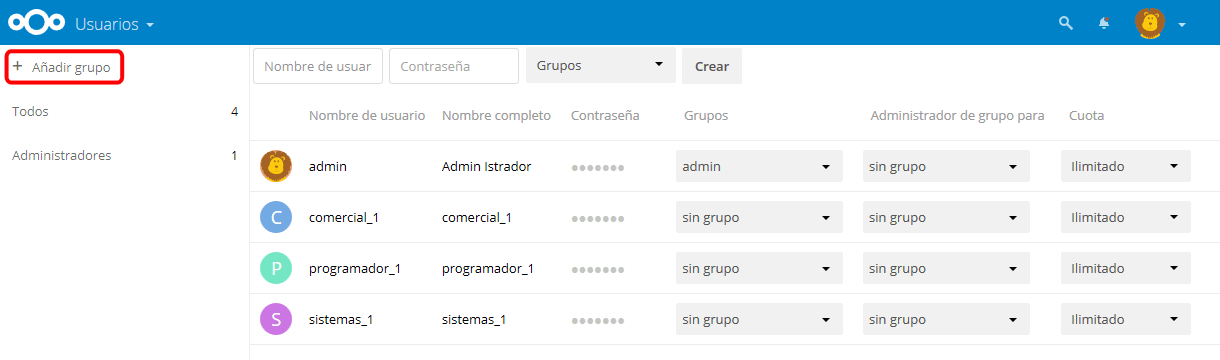 Usuarios
+ Añadir grupo
Nombre de usuar Contraseña Grupos Crear
Todos 4
Administradores 1
Nombre de usuario Nombre completo Contraseña Grupos Administrador de grupo para Cuota
admin Admin Istrador ●●●●●●● admin sin grupo Ilimitado
C comercial_1 comercial_1 ●●●●●●● sin grupo sin grupo Ilimitado
P programador_1 programador_1 ●●●●●●● sin grupo sin grupo Ilimitado
S sistemas_1 sistemas_1 ●●●●●●● sin grupo sin grupo Ilimitado